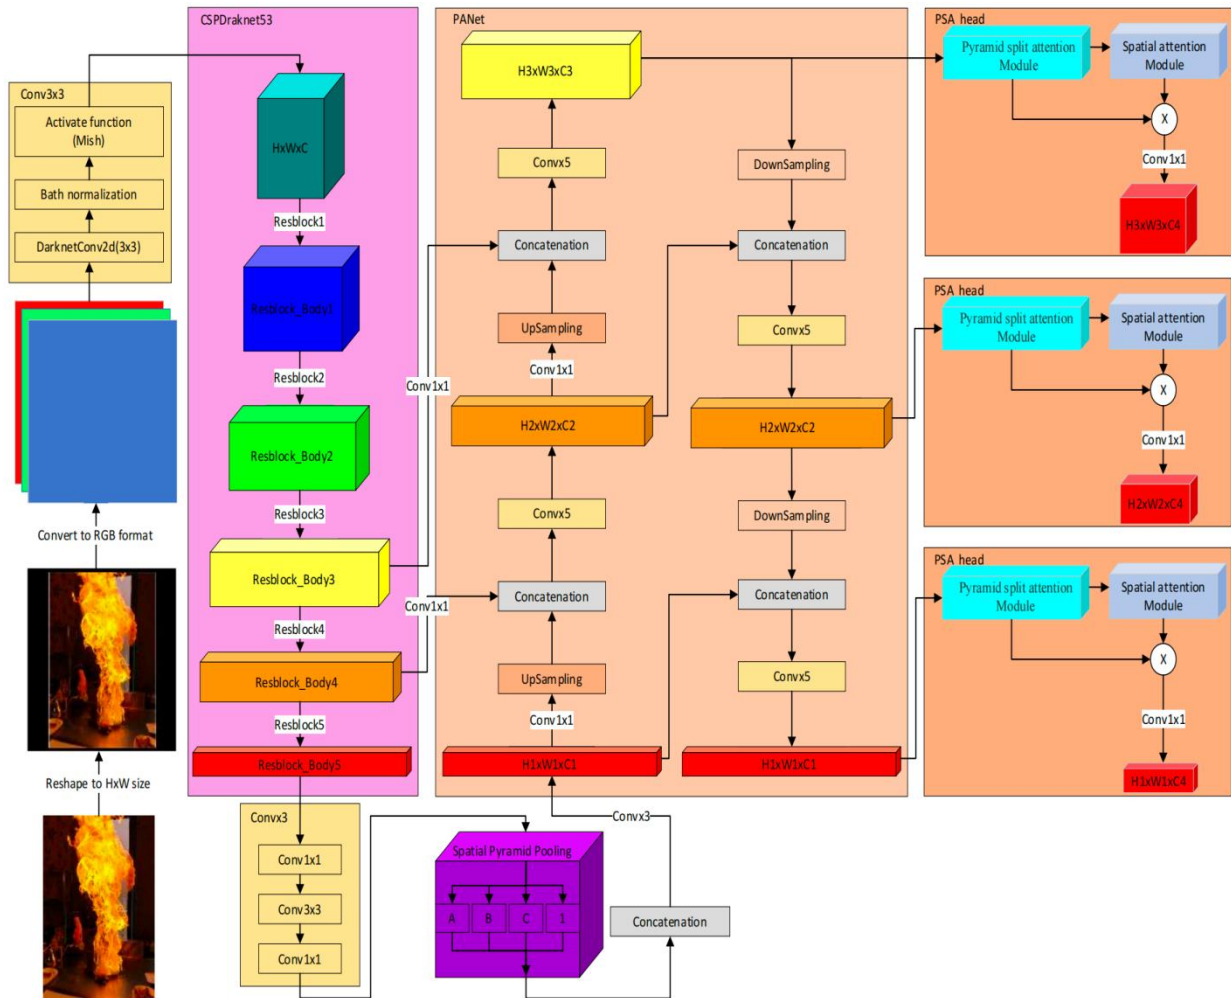 Conv3x3
Activate function
(Mish)
Bath normalization
DarknetConv2d(3x3)
Convert to RGB format
Reshape to HxW size
CSPDraknet53
HxWxC
Resblock1
Resblock_Body1
Resblock2
Resblock_Body2
Resblock3
Resblock_Body3
Resblock4
Resblock_Body4
Resblock5
Resblock_Body5
Convx3
Conv1x1
Conv3x3
Conv1x1
Spatial Pyramid Pooling
A
B
C
1
Concatenation
Convx3
PANet
H3xW3xC3
Convx5
Concatenation
UpSampling
Conv1x1
Conv1x1
H2xW2xC2
Convx5
Concatenation
Conv1x1
UpSampling
Conv1x1
H1xW1xC1
DownSampling
Concatenation
Convx5
H2xW2xC2
DownSampling
Concatenation
Convx5
H1xW1xC1
PSA head
Pyramid split attention
Module
Spatial attention
Module
X
Conv1x1
H3xW3xC4
PSA head
Pyramid split attention
Module
Spatial attention
Module
X
Conv1x1
H2xW2xC4
PSA head
Pyramid split attention
Module
Spatial attention
Module
X
Conv1x1
H1xW1xC4